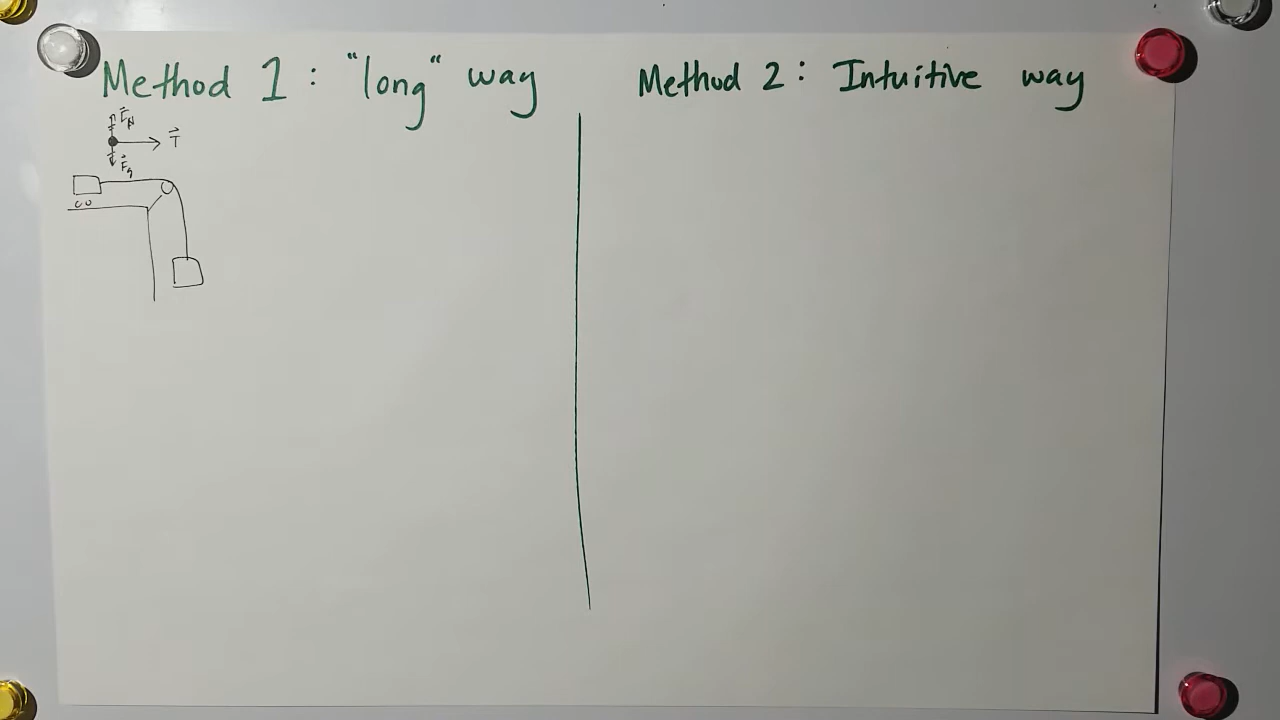 Method 1: "long" way
Method 2: Intuitive way
F_N
T
F_g